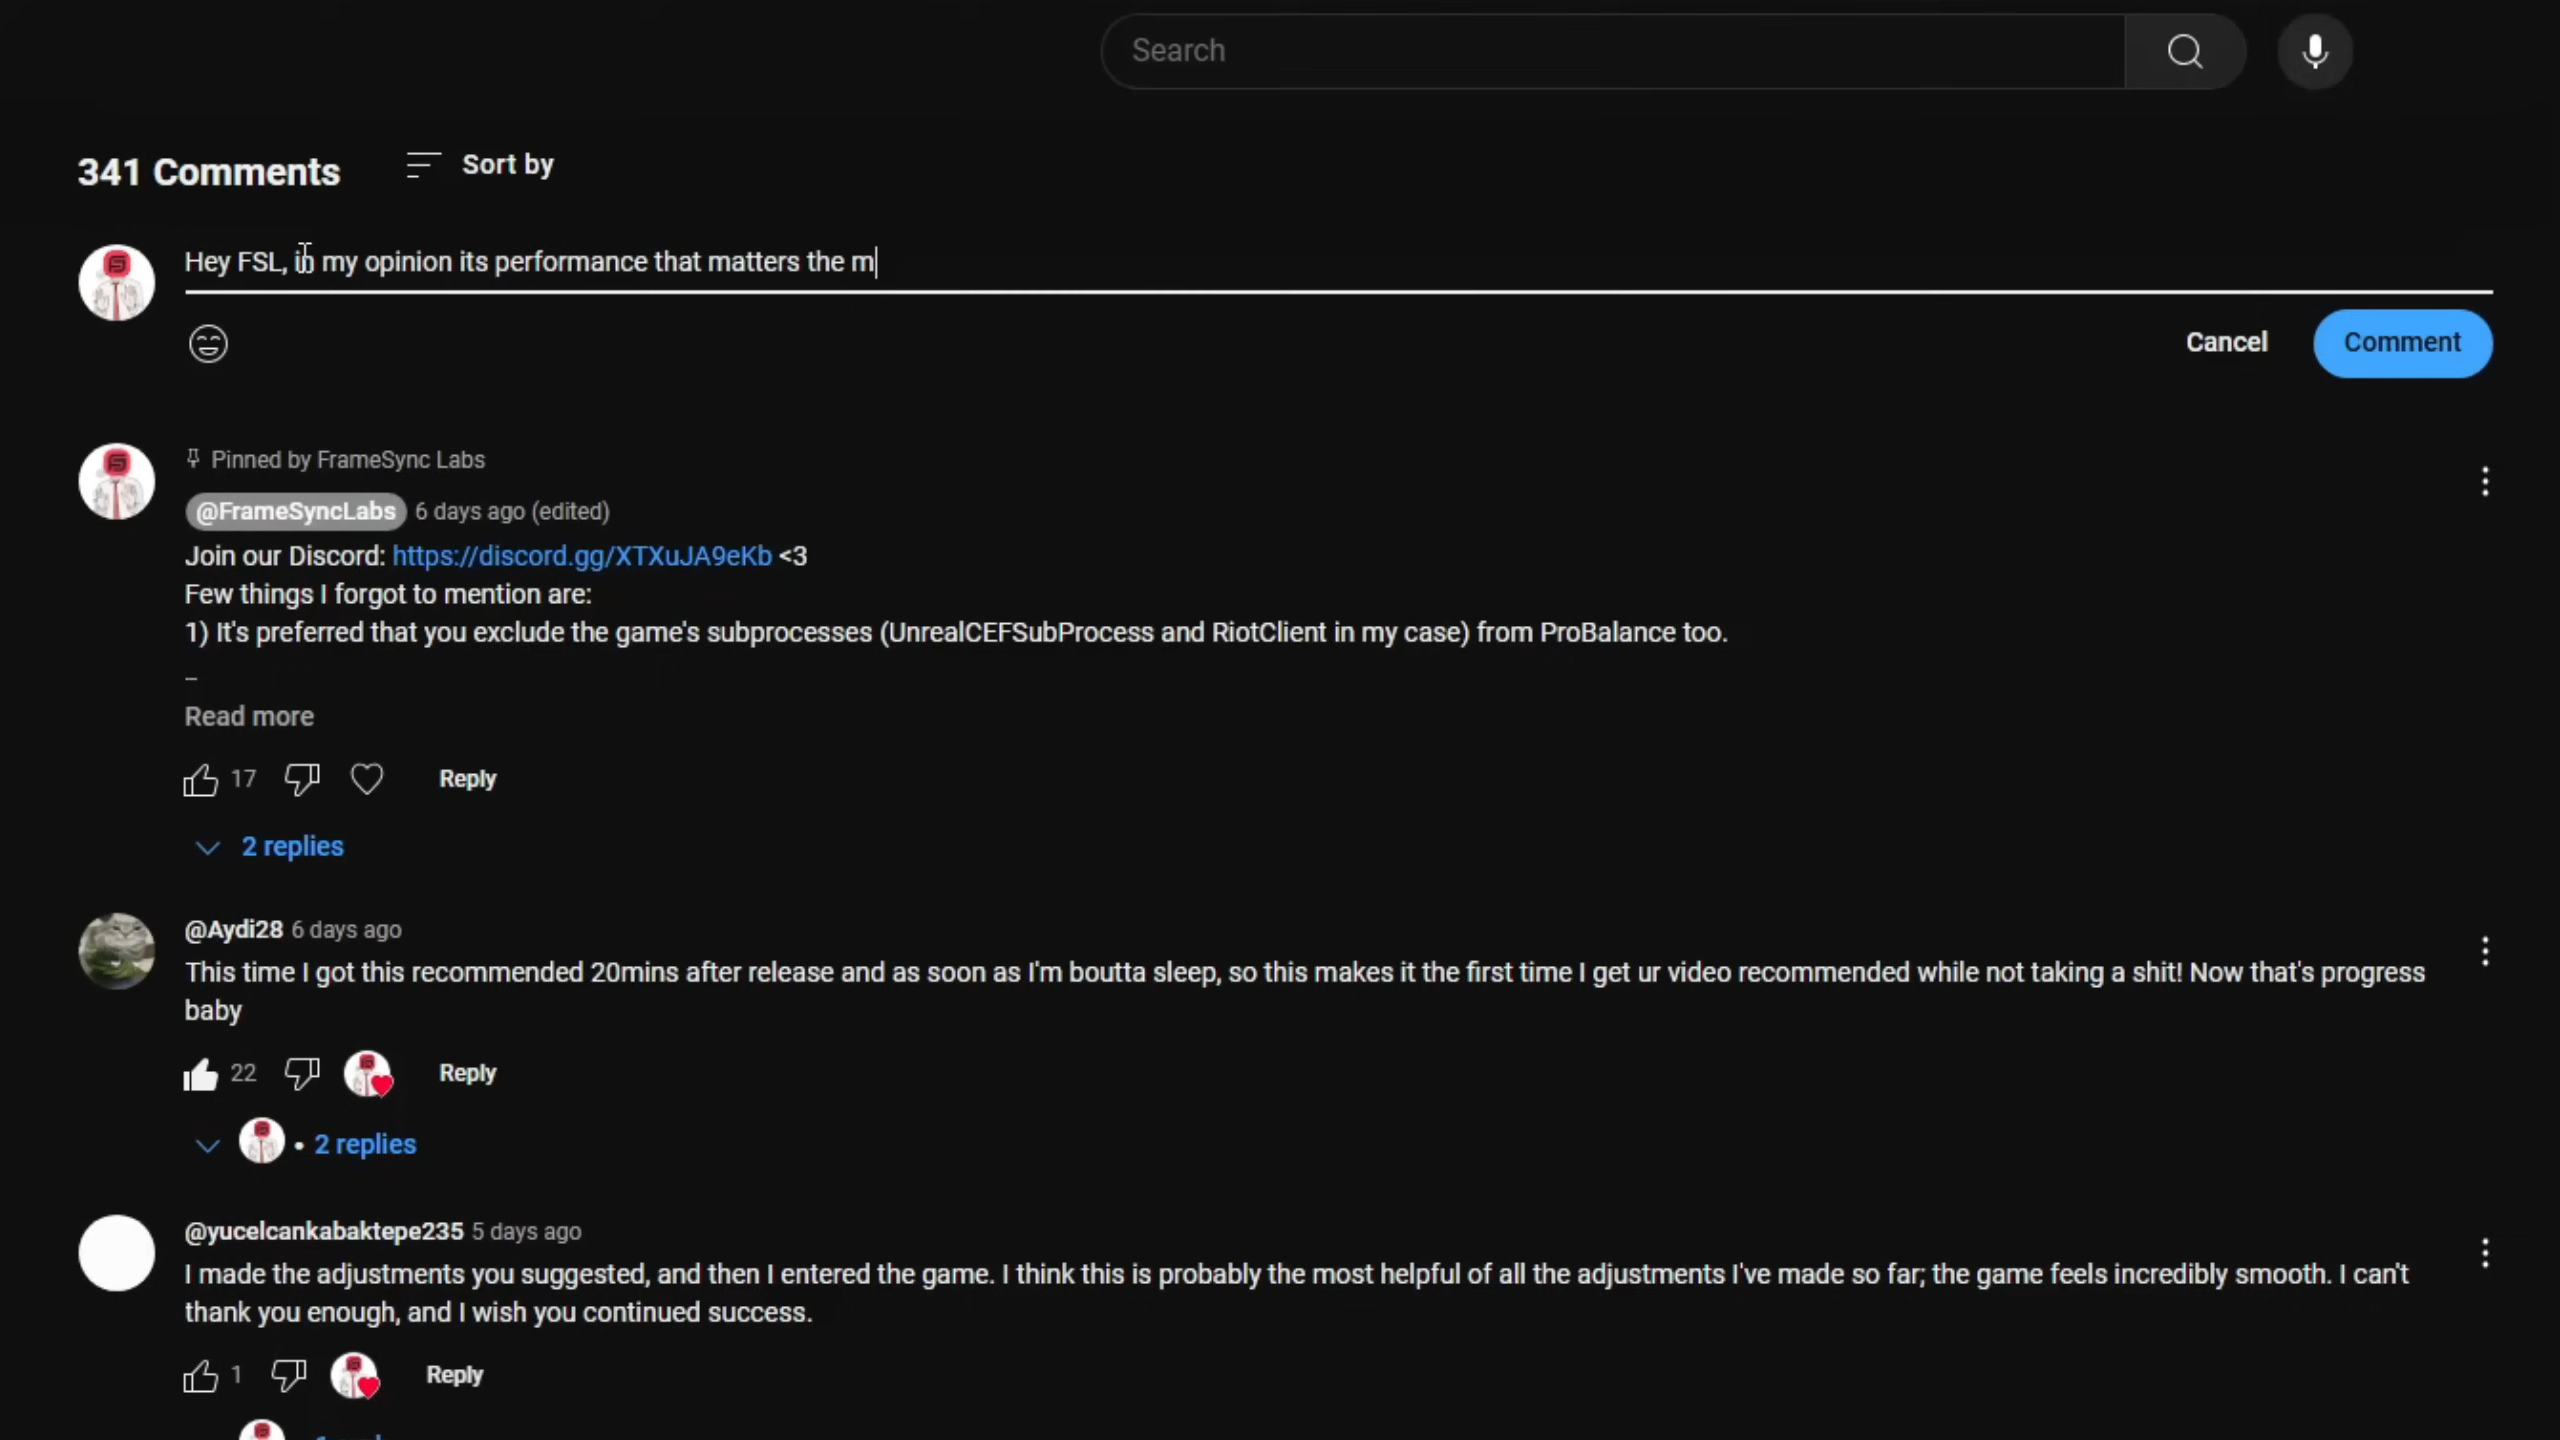 Search
341 Comments
Sort by
Hey FSL, in my opinion its performance that matters the m
Cancel
Comment
Pinned by FrameSync Labs
@FrameSyncLabs 6 days ago (edited)
Join our Discord: https://discord.gg/XTXuJA9eKb <3
Few things I forgot to mention are:
1) It's preferred that you exclude the game's subprocesses (UnrealCEFSubProcess and RiotClient in my case) from ProBalance too.
–
Read more
17
Reply
2 replies
@Aydi28 6 days ago
This time I got this recommended 20mins after release and as soon as I'm boutta sleep, so this makes it the first time I get ur video recommended while not taking a shit! Now that's progress
baby
22
Reply
• 2 replies
@yucelcankabaktepe235 5 days ago
I made the adjustments you suggested, and then I entered the game. I think this is probably the most helpful of all the adjustments I've made so far; the game feels incredibly smooth. I can't
thank you enough, and I wish you continued success.
1
Reply